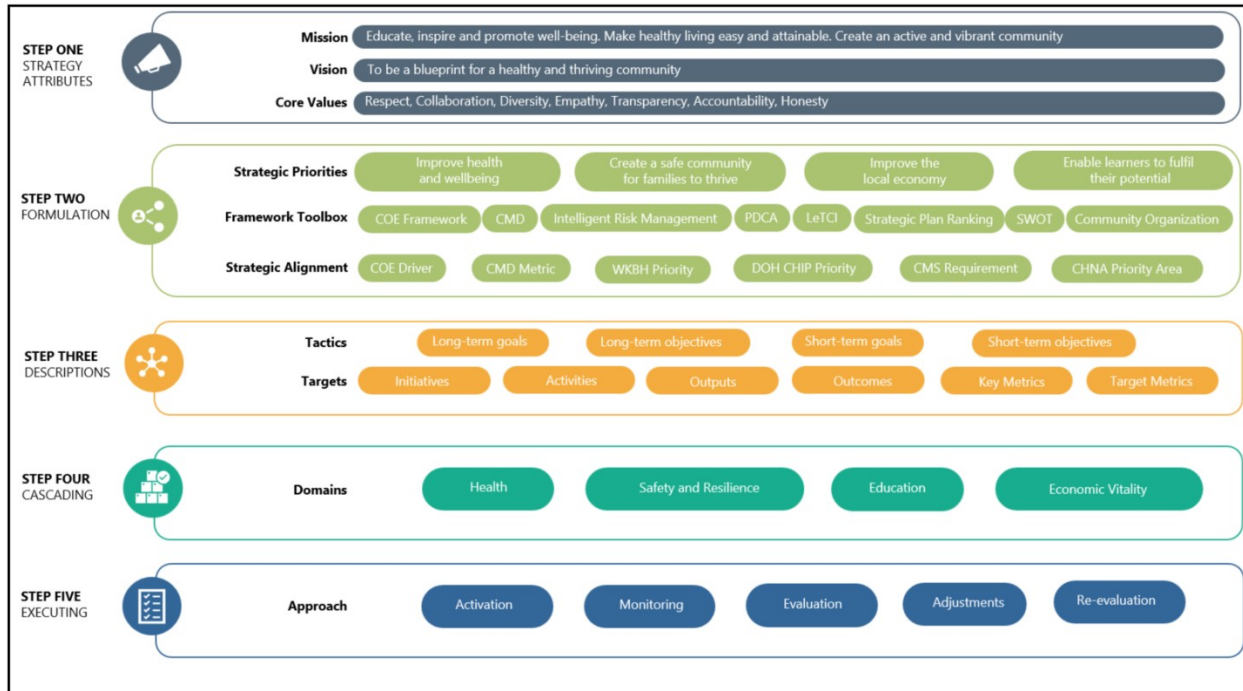 STEP ONE
STRATEGY
ATTRIBUTES
Mission
Educate, inspire and promote well-being. Make healthy living easy and attainable. Create an active and vibrant community
Vision
To be a blueprint for a healthy and thriving community
Core Values
Respect, Collaboration, Diversity, Empathy, Transparency, Accountability, Honesty
STEP TWO
FORMULATION
Strategic Priorities
Improve health
and wellbeing
Create a safe community
for families to thrive
Improve the
local economy
Enable learners to fulfil
their potential
Framework Toolbox
COE Framework
CMD
Intelligent Risk Management
PDCA
LeTCI
Strategic Plan Ranking
SWOT
Community Organization
Strategic Alignment
COE Driver
CMD Metric
WKBH Priority
DOH CHIP Priority
CMS Requirement
CHNA Priority Area
STEP THREE
DESCRIPTIONS
Tactics
Long-term goals
Long-term objectives
Short-term goals
Short-term objectives
Targets
Initiatives
Activities
Outputs
Outcomes
Key Metrics
Target Metrics
STEP FOUR
CASCADING
Domains
Health
Safety and Resilience
Education
Economic Vitality
STEP FIVE
EXECUTING
Approach
Activation
Monitoring
Evaluation
Adjustments
Re-evaluation